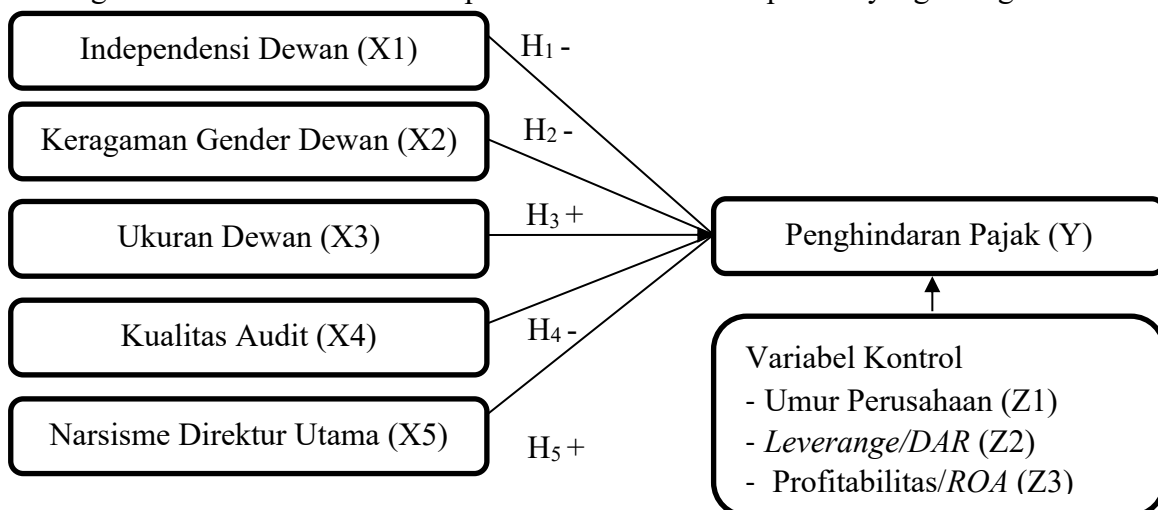 Independensi Dewan (X1)
H1 -
Keragaman Gender Dewan (X2)
H2 -
Ukuran Dewan (X3)
H3 +
Penghindaran Pajak (Y)
Kualitas Audit (X4)
H4 -
Narsisme Direktur Utama (X5)
H5 +
Variabel Kontrol
- Umur Perusahaan (Z1)
- Leverange/DAR (Z2)
- Profitabilitas/ROA (Z3)